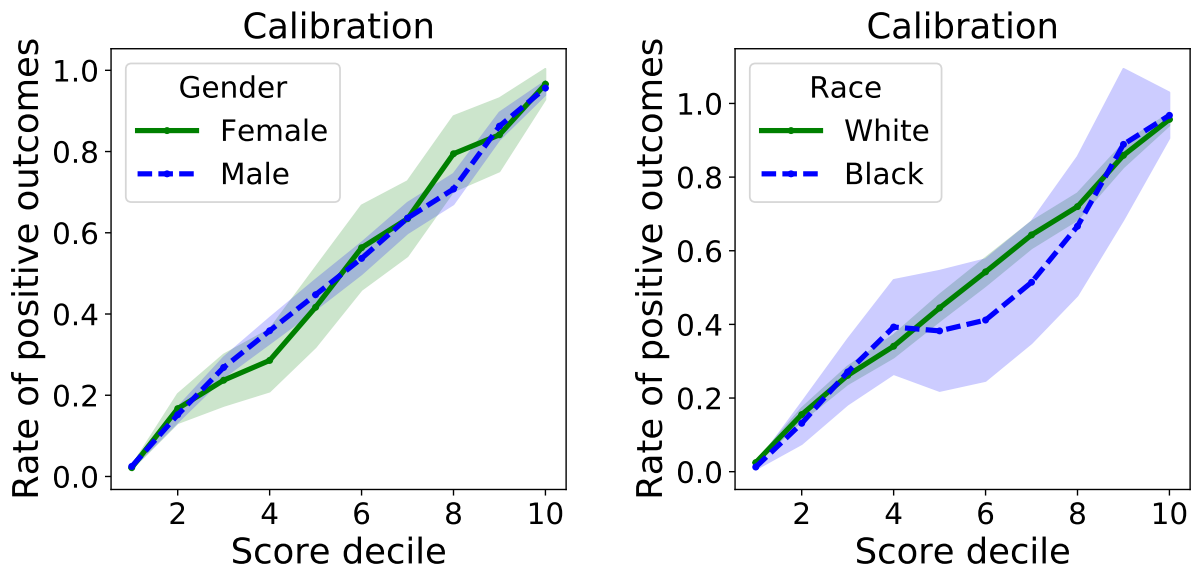 Calibration
Rate of positive outcomes
1.0
0.8
0.6
0.4
0.2
0.0
Gender
Female
Male
2 4 6 8 10
Score decile
Calibration
Rate of positive outcomes
1.0
0.8
0.6
0.4
0.2
0.0
Race
White
Black
2 4 6 8 10
Score decile